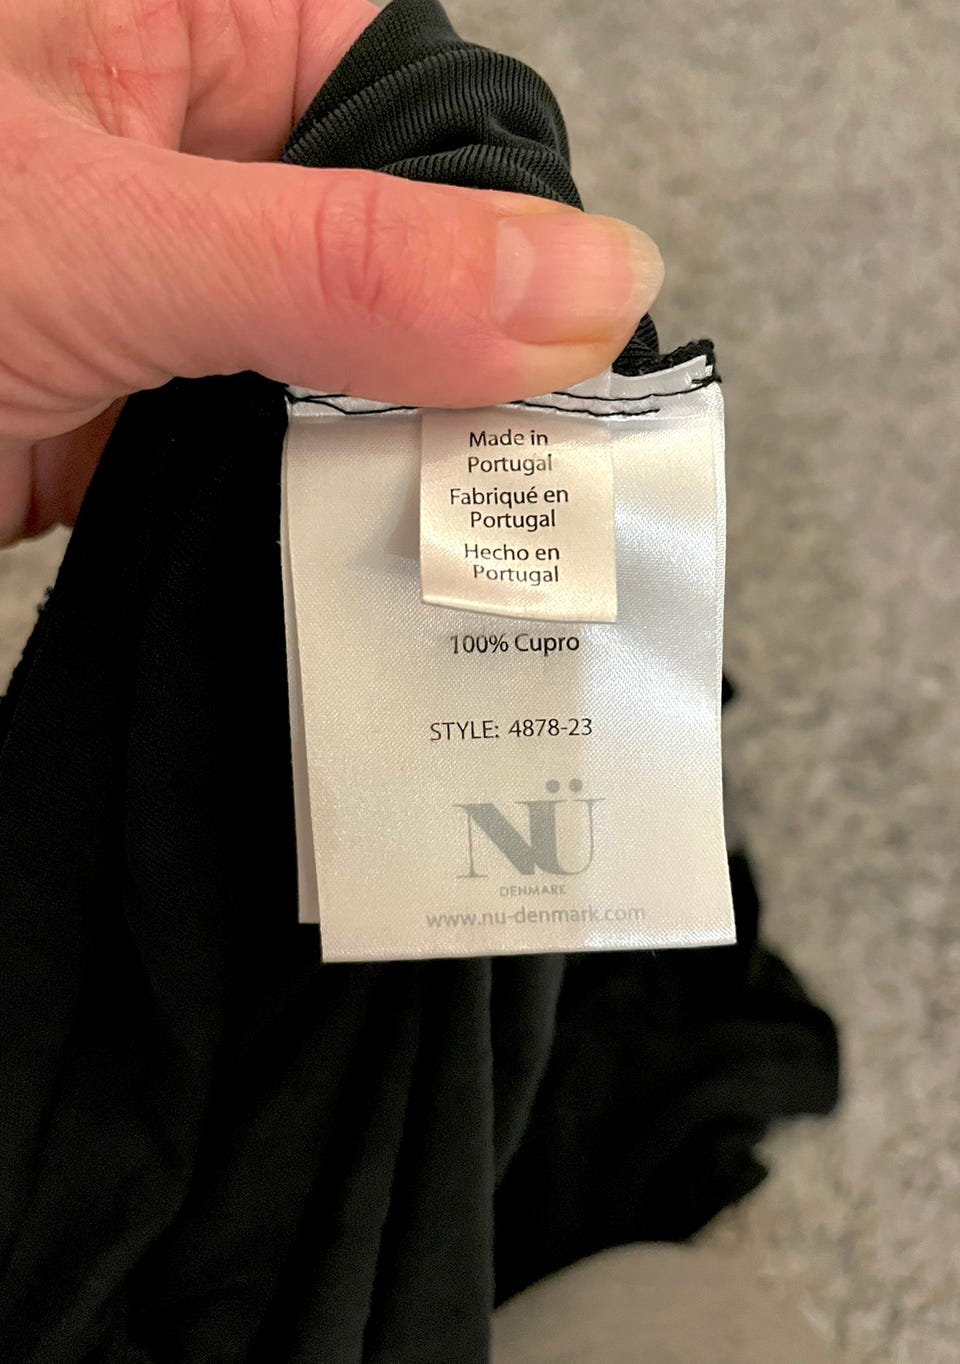 Made in
Portugal
Fabriqué en
Portugal
Hecho en
Portugal
100% Cupro
STYLE: 4878-23
NÜ
DENMARK
www.nu-denmark.com